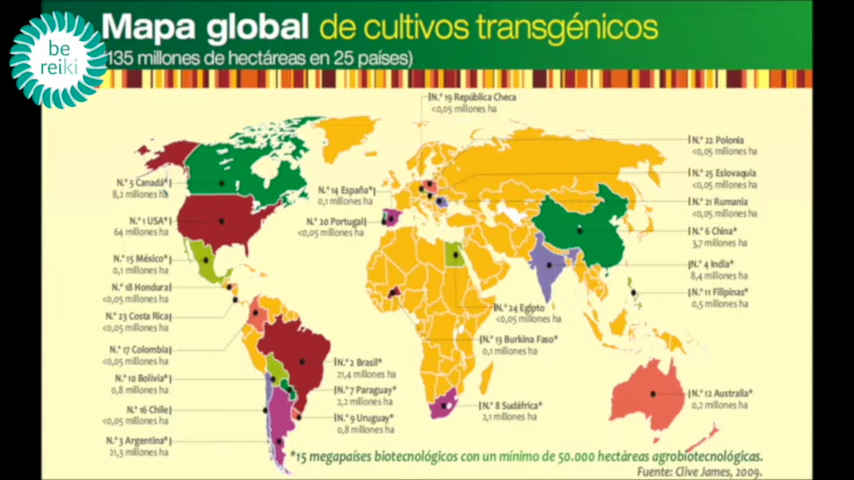 be
reiki
Mapa global de cultivos transgénicos
(135 millones de hectáreas en 25 países)
N.° 19 República Checa
<0,05 millones ha
N.° 22 Polonia
<0,05 millones ha
N.° 25 Eslovaquia
<0,05 millones ha
N.° 21 Rumania
<0,05 millones ha
N.° 6 China*
3,7 millones ha
N.° 4 India*
8,4 millones ha
N.° 11 Filipinas*
0,5 millones ha
N.° 5 Canadá*
8,2 millones ha
N.° 1 USA*
64 millones ha
N.° 15 México*
0,1 millones ha
N.° 18 Hondura
<0,05 millones ha
N.° 23 Costa Rica
<0,05 millones ha
N.° 17 Colombia
<0,05 millones ha
N.° 10 Bolivia*
0,8 millones ha
N.° 16 Chile
<0,05 millones ha
N.° 3 Argentina*
21,3 millones ha
N.° 14 España*
0,1 millones ha
N.° 20 Portugal
<0,05 millones ha
N.° 24 Egipto
<0,05 millones ha
N.° 13 Burkina Faso*
0,1 millones ha
N.° 2 Brasil*
21,4 millones ha
N.° 7 Paraguay*
2,2 millones ha
N.° 9 Uruguay*
0,8 millones ha
N.° 8 Sudáfrica*
2,1 millones ha
N.° 12 Australia*
0,2 millones ha
*15 megapaíses biotecnológicos con un mínimo de 50.000 hectáreas agrobiotecnológicas.
Fuente: Clive James, 2009.